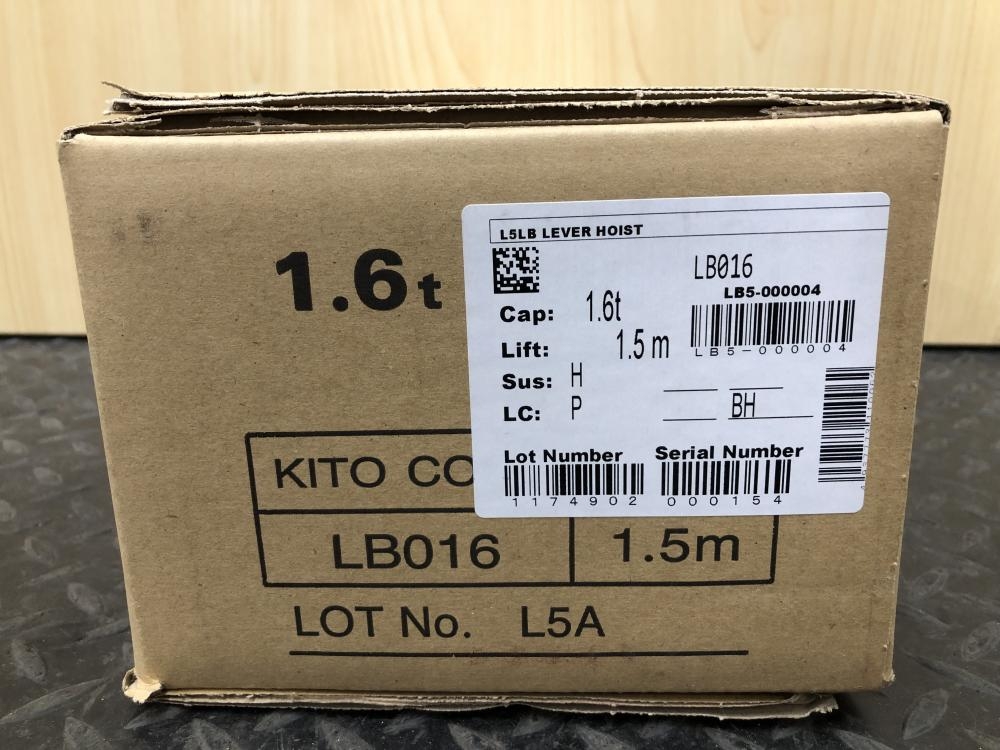 1.6t
L5LB LEVER HOIST
LB016
LB5-000004
LB5-000004
Cap: 1.6t
Lift: 1.5 m
Sus: H
LC: P
BH
Lot Number
1174902
Serial Number
000154
KITO CO
LB016
1.5m
LOT No. L5A